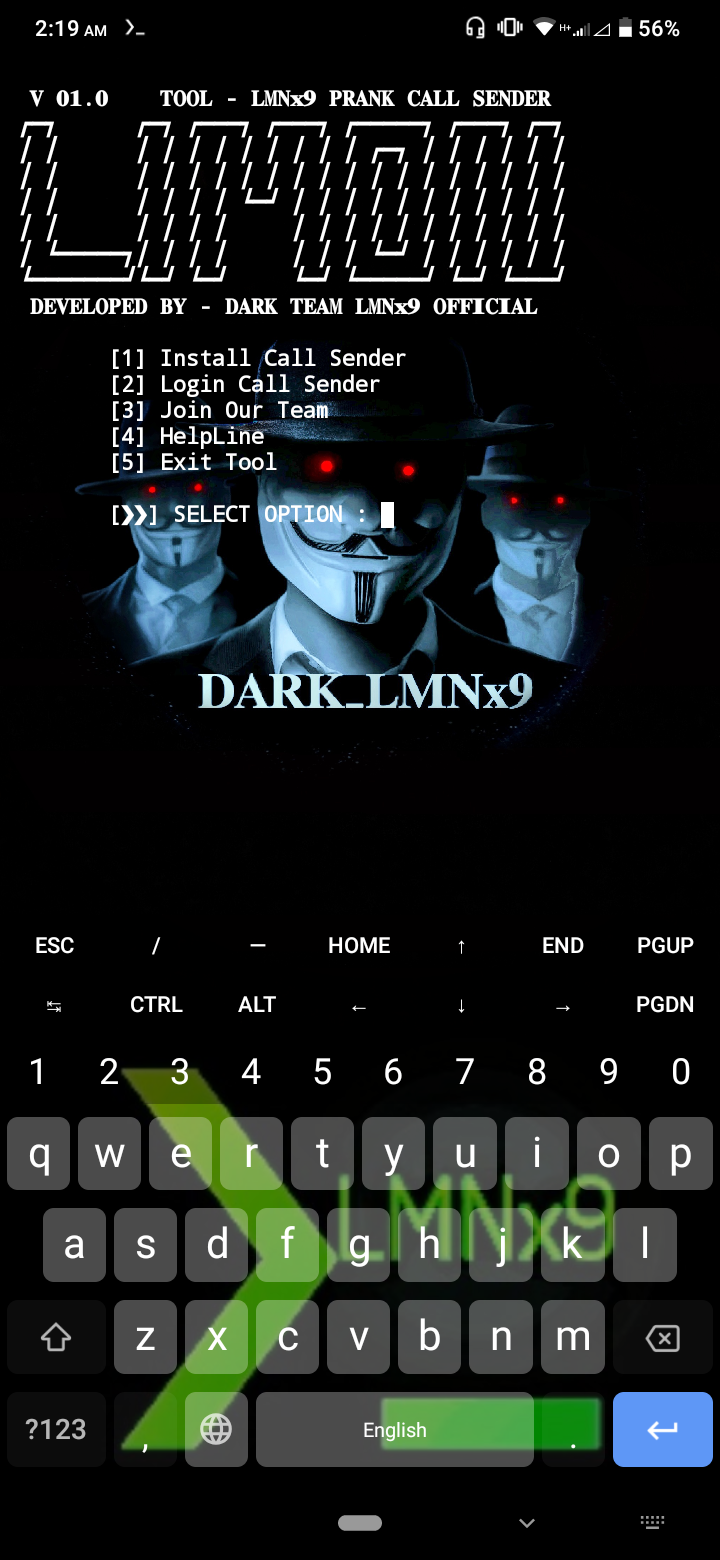 2:19 AM
H+
56%
V 01.0 TOOL - LMNx9 PRANK CALL SENDER
DEVELOPED BY - DARK TEAM LMNx9 OFFICIAL
[1] Install Call Sender
[2] Login Call Sender
[3] Join Our Team
[4] HelpLine
[5] Exit Tool
[❯❯] SELECT OPTION :
DARK_LMNx9
ESC / — HOME ↑ END PGUP
↹ CTRL ALT ← ↓ → PGDN
1 2 3 4 5 6 7 8 9 0
q w e r t y u i o p
LMNx9
a s d f g h j k l
z x c v b n m
?123 , English .